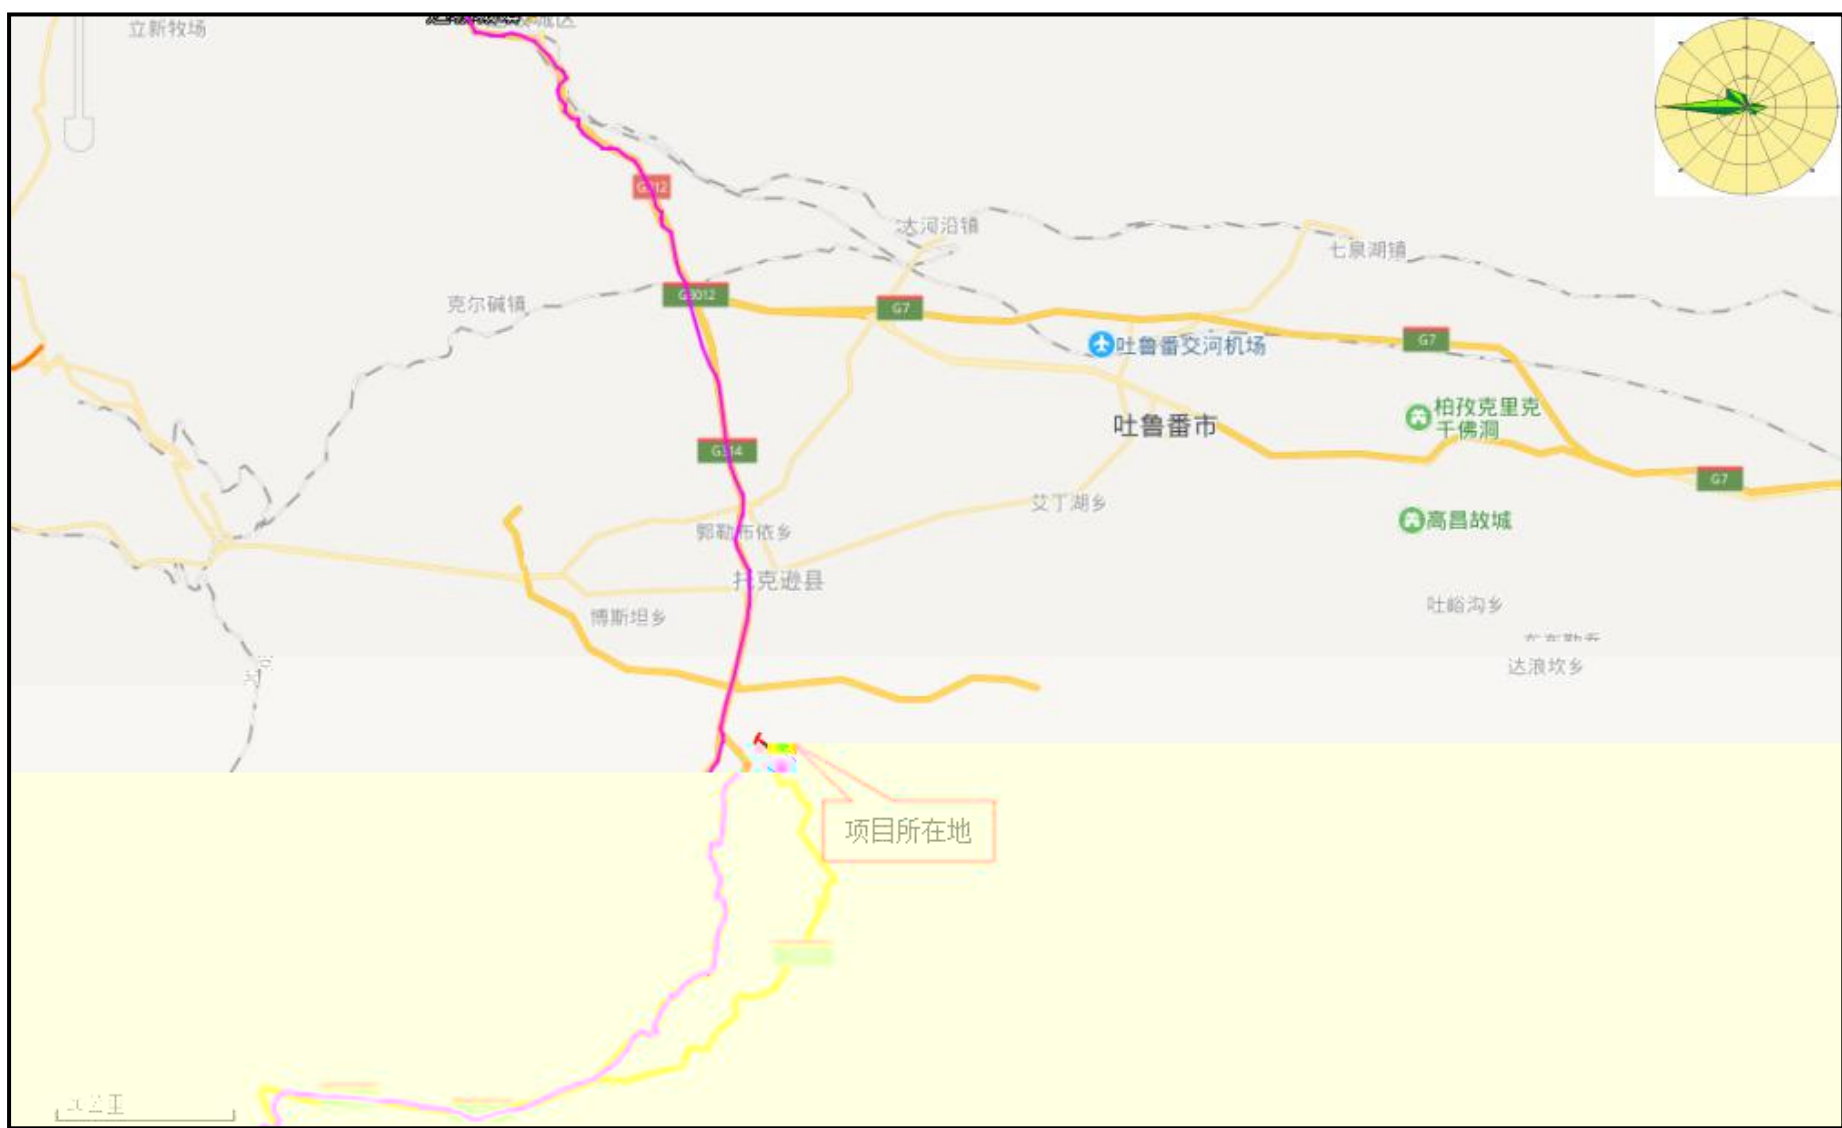 立新牧场
大河沿镇
七泉湖镇
克尔碱镇
G3012
G7
吐鲁番交河机场
G7
柏孜克里克
千佛洞
吐鲁番市
G314
G7
艾丁湖乡
高昌故城
郭勒布依乡
托克逊县
博斯坦乡
吐峪沟乡
达浪坎乡
项目所在地